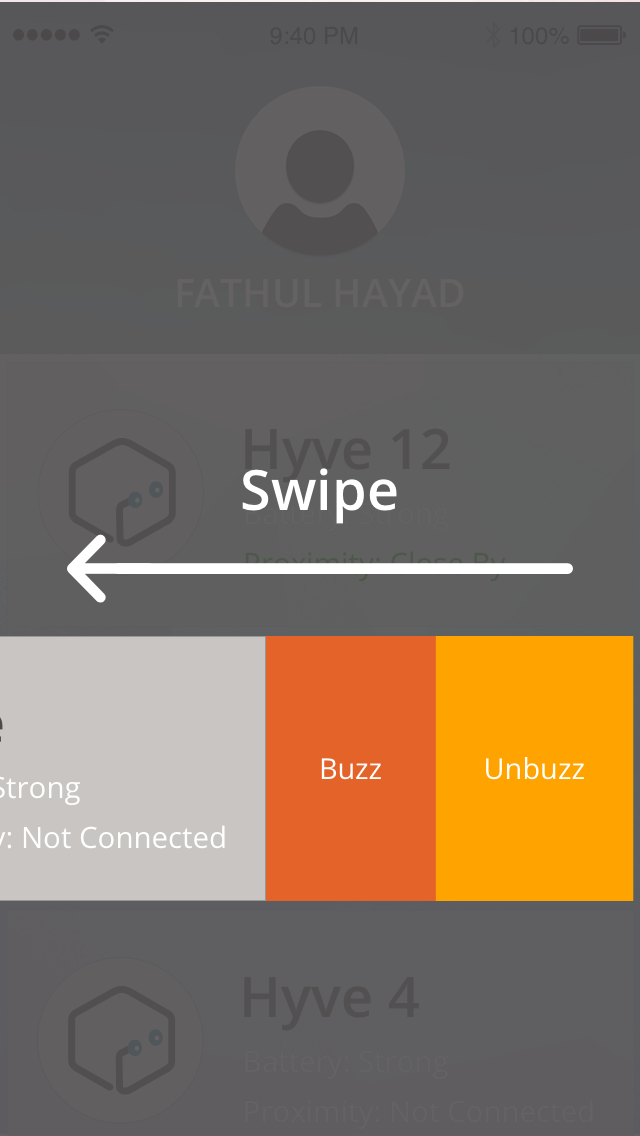 9:40 PM 100%
FATHUL HAYAD
Hyve 12
Swipe
Battery: Strong
Proximity: Close By
e
Strong
y: Not Connected
Buzz
Unbuzz
Hyve 4
Battery: Strong
Proximity: Not Connected